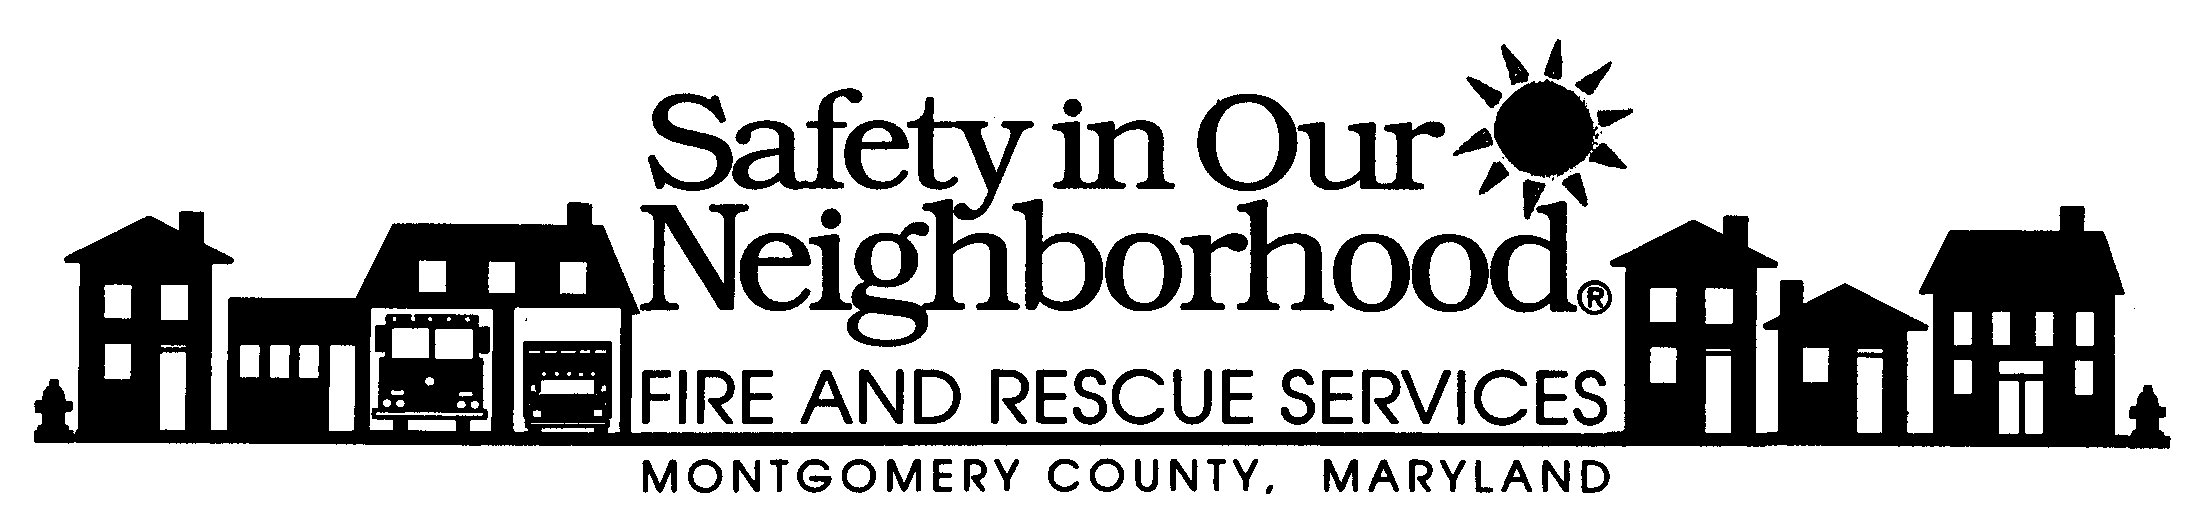 Safety in Our
Neighborhood®
FIRE AND RESCUE SERVICES
MONTGOMERY COUNTY, MARYLAND